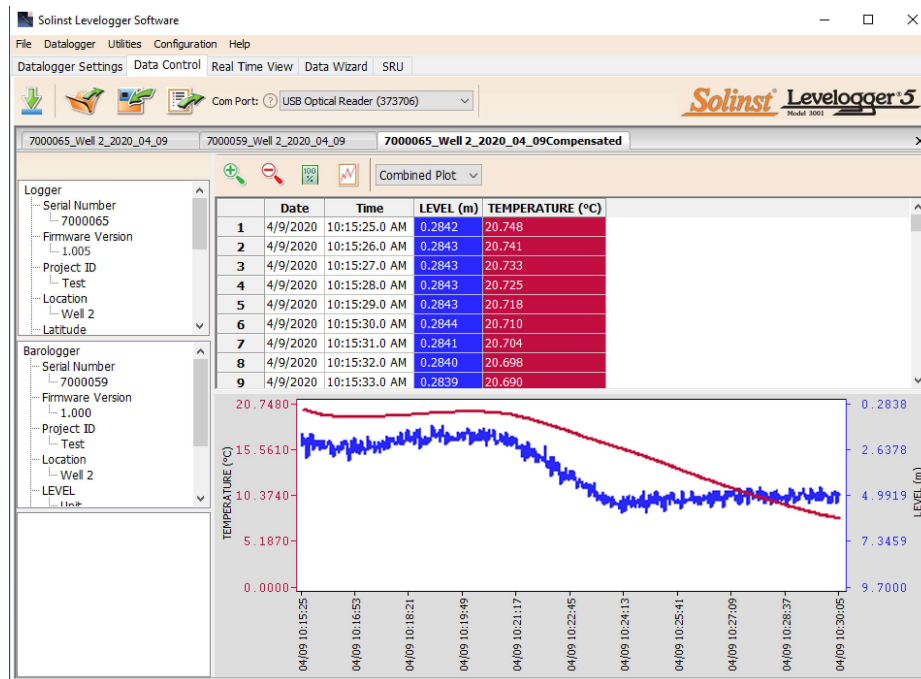 Solinst Levelogger Software
File Datalogger Utilities Configuration Help
Datalogger Settings Data Control Real Time View Data Wizard SRU
Com Port: ? USB Optical Reader (373706)
Solinst Levelogger 5
Model 3001
7000065_Well 2_2020_04_09 7000059_Well 2_2020_04_09 7000065_Well 2_2020_04_09Compensated
Logger
Serial Number
7000065
Firmware Version
1.005
Project ID
Test
Location
Well 2
Latitude
Barologger
Serial Number
7000059
Firmware Version
1.000
Project ID
Test
Location
Well 2
LEVEL
Unit
100 %
Combined Plot
Date Time LEVEL (m) TEMPERATURE (°C)
1 4/9/2020 10:15:25.0 AM 0.2842 20.748
2 4/9/2020 10:15:26.0 AM 0.2843 20.741
3 4/9/2020 10:15:27.0 AM 0.2843 20.733
4 4/9/2020 10:15:28.0 AM 0.2843 20.725
5 4/9/2020 10:15:29.0 AM 0.2843 20.718
6 4/9/2020 10:15:30.0 AM 0.2844 20.710
7 4/9/2020 10:15:31.0 AM 0.2841 20.704
8 4/9/2020 10:15:32.0 AM 0.2840 20.698
9 4/9/2020 10:15:33.0 AM 0.2839 20.690
TEMPERATURE (°C)
20.7480
15.5610
10.3740
5.1870
0.0000
0.2838
2.6378
4.9919
7.3459
9.7000
LEVEL (m)
04/09 10:15:25
04/09 10:16:53
04/09 10:18:21
04/09 10:19:49
04/09 10:21:17
04/09 10:22:45
04/09 10:24:13
04/09 10:25:41
04/09 10:27:09
04/09 10:28:37
04/09 10:30:05